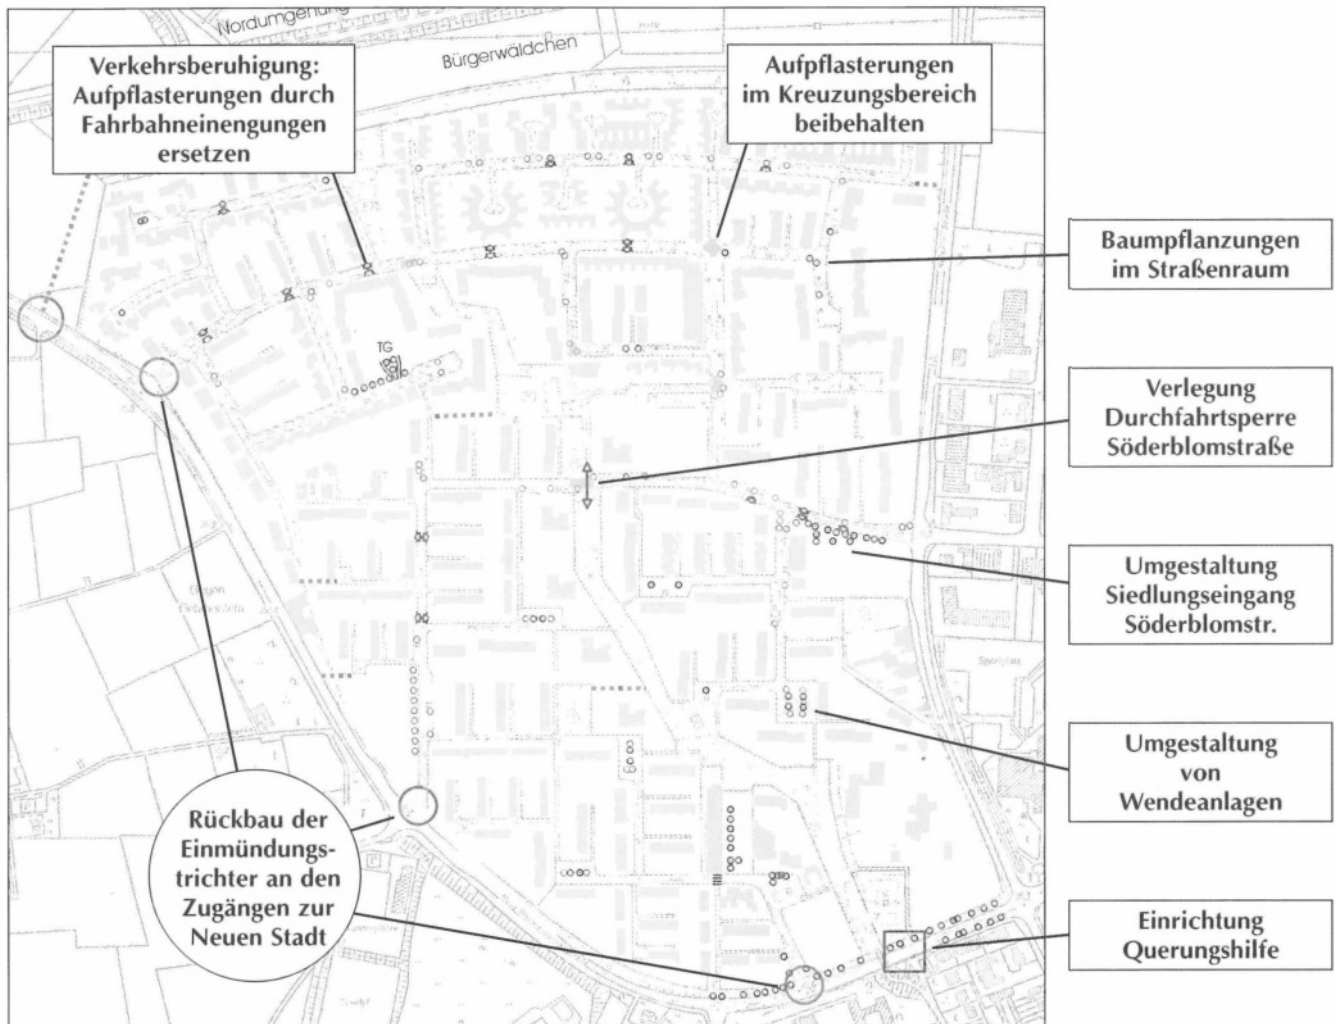 Nordumgehung
Bürgerwäldchen
Verkehrsberuhigung:
Aufpflasterungen durch
Fahrbahneinengungen
ersetzen
Aufpflasterungen
im Kreuzungsbereich
beibehalten
Baumpflanzungen
im Straßenraum
TG
Verlegung
Durchfahrtsperre
Söderblomstraße
Umgestaltung
Siedlungseingang
Söderblomstr.
Sportplatz
Umgestaltung
von
Wendeanlagen
Rückbau der
Einmündungs-
trichter an den
Zugängen zur
Neuen Stadt
Einrichtung
Querungshilfe